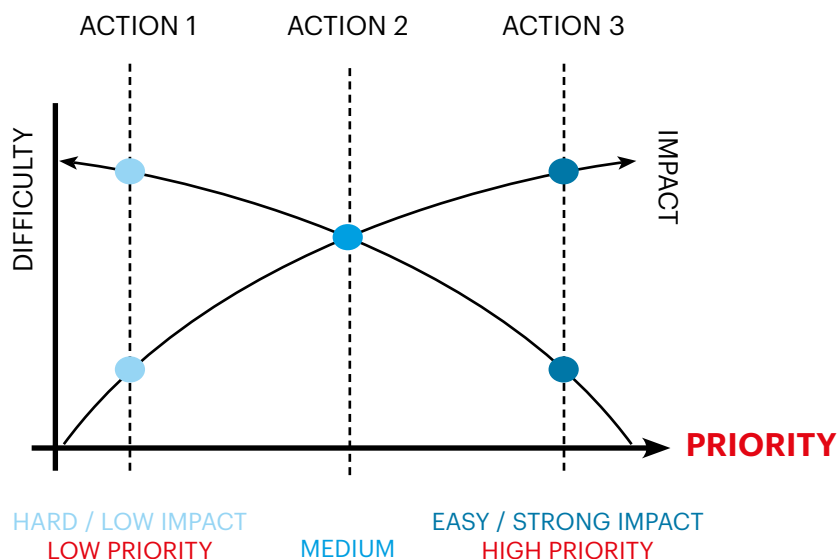 ACTION 1
ACTION 2
ACTION 3
DIFFICULTY
IMPACT
PRIORITY
HARD / LOW IMPACT
LOW PRIORITY
MEDIUM
EASY / STRONG IMPACT
HIGH PRIORITY